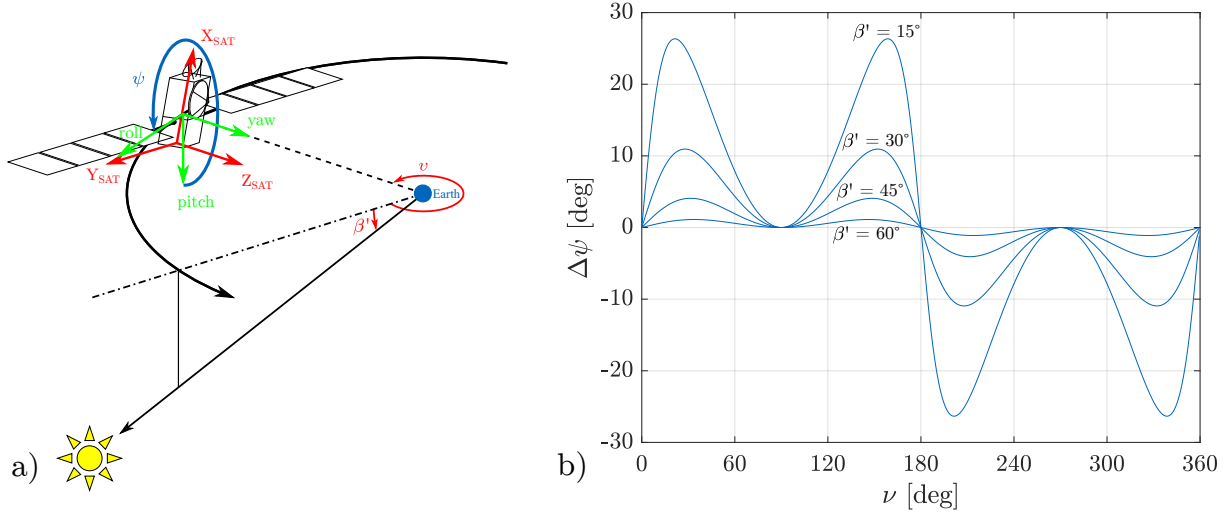 X_SAT
ψ
roll
yaw
Y_SAT
Z_SAT
pitch
υ
Earth
β'
a)
30
20
10
0
-10
-20
-30
Δψ [deg]
β' = 15°
β' = 30°
β' = 45°
β' = 60°
0 60 120 180 240 300 360
ν [deg]
b)